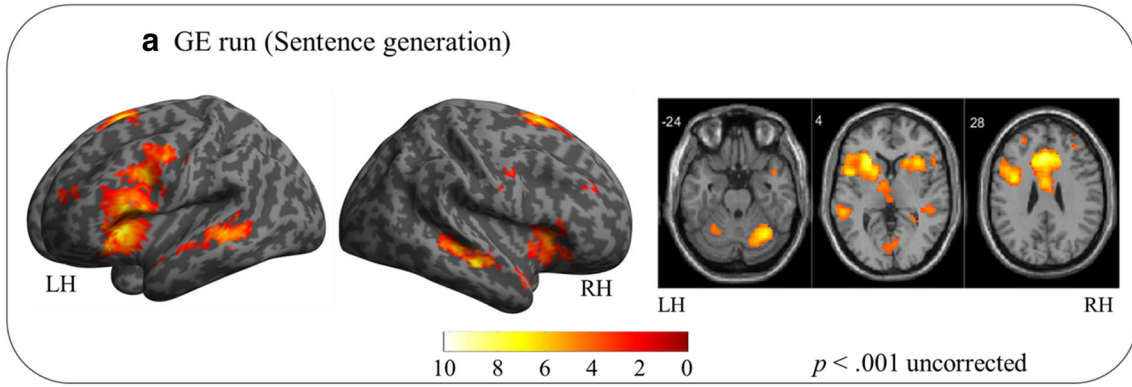 a GE run (Sentence generation)
-24
4
28
LH
RH
LH
RH
10 8 6 4 2 0
p < .001 uncorrected